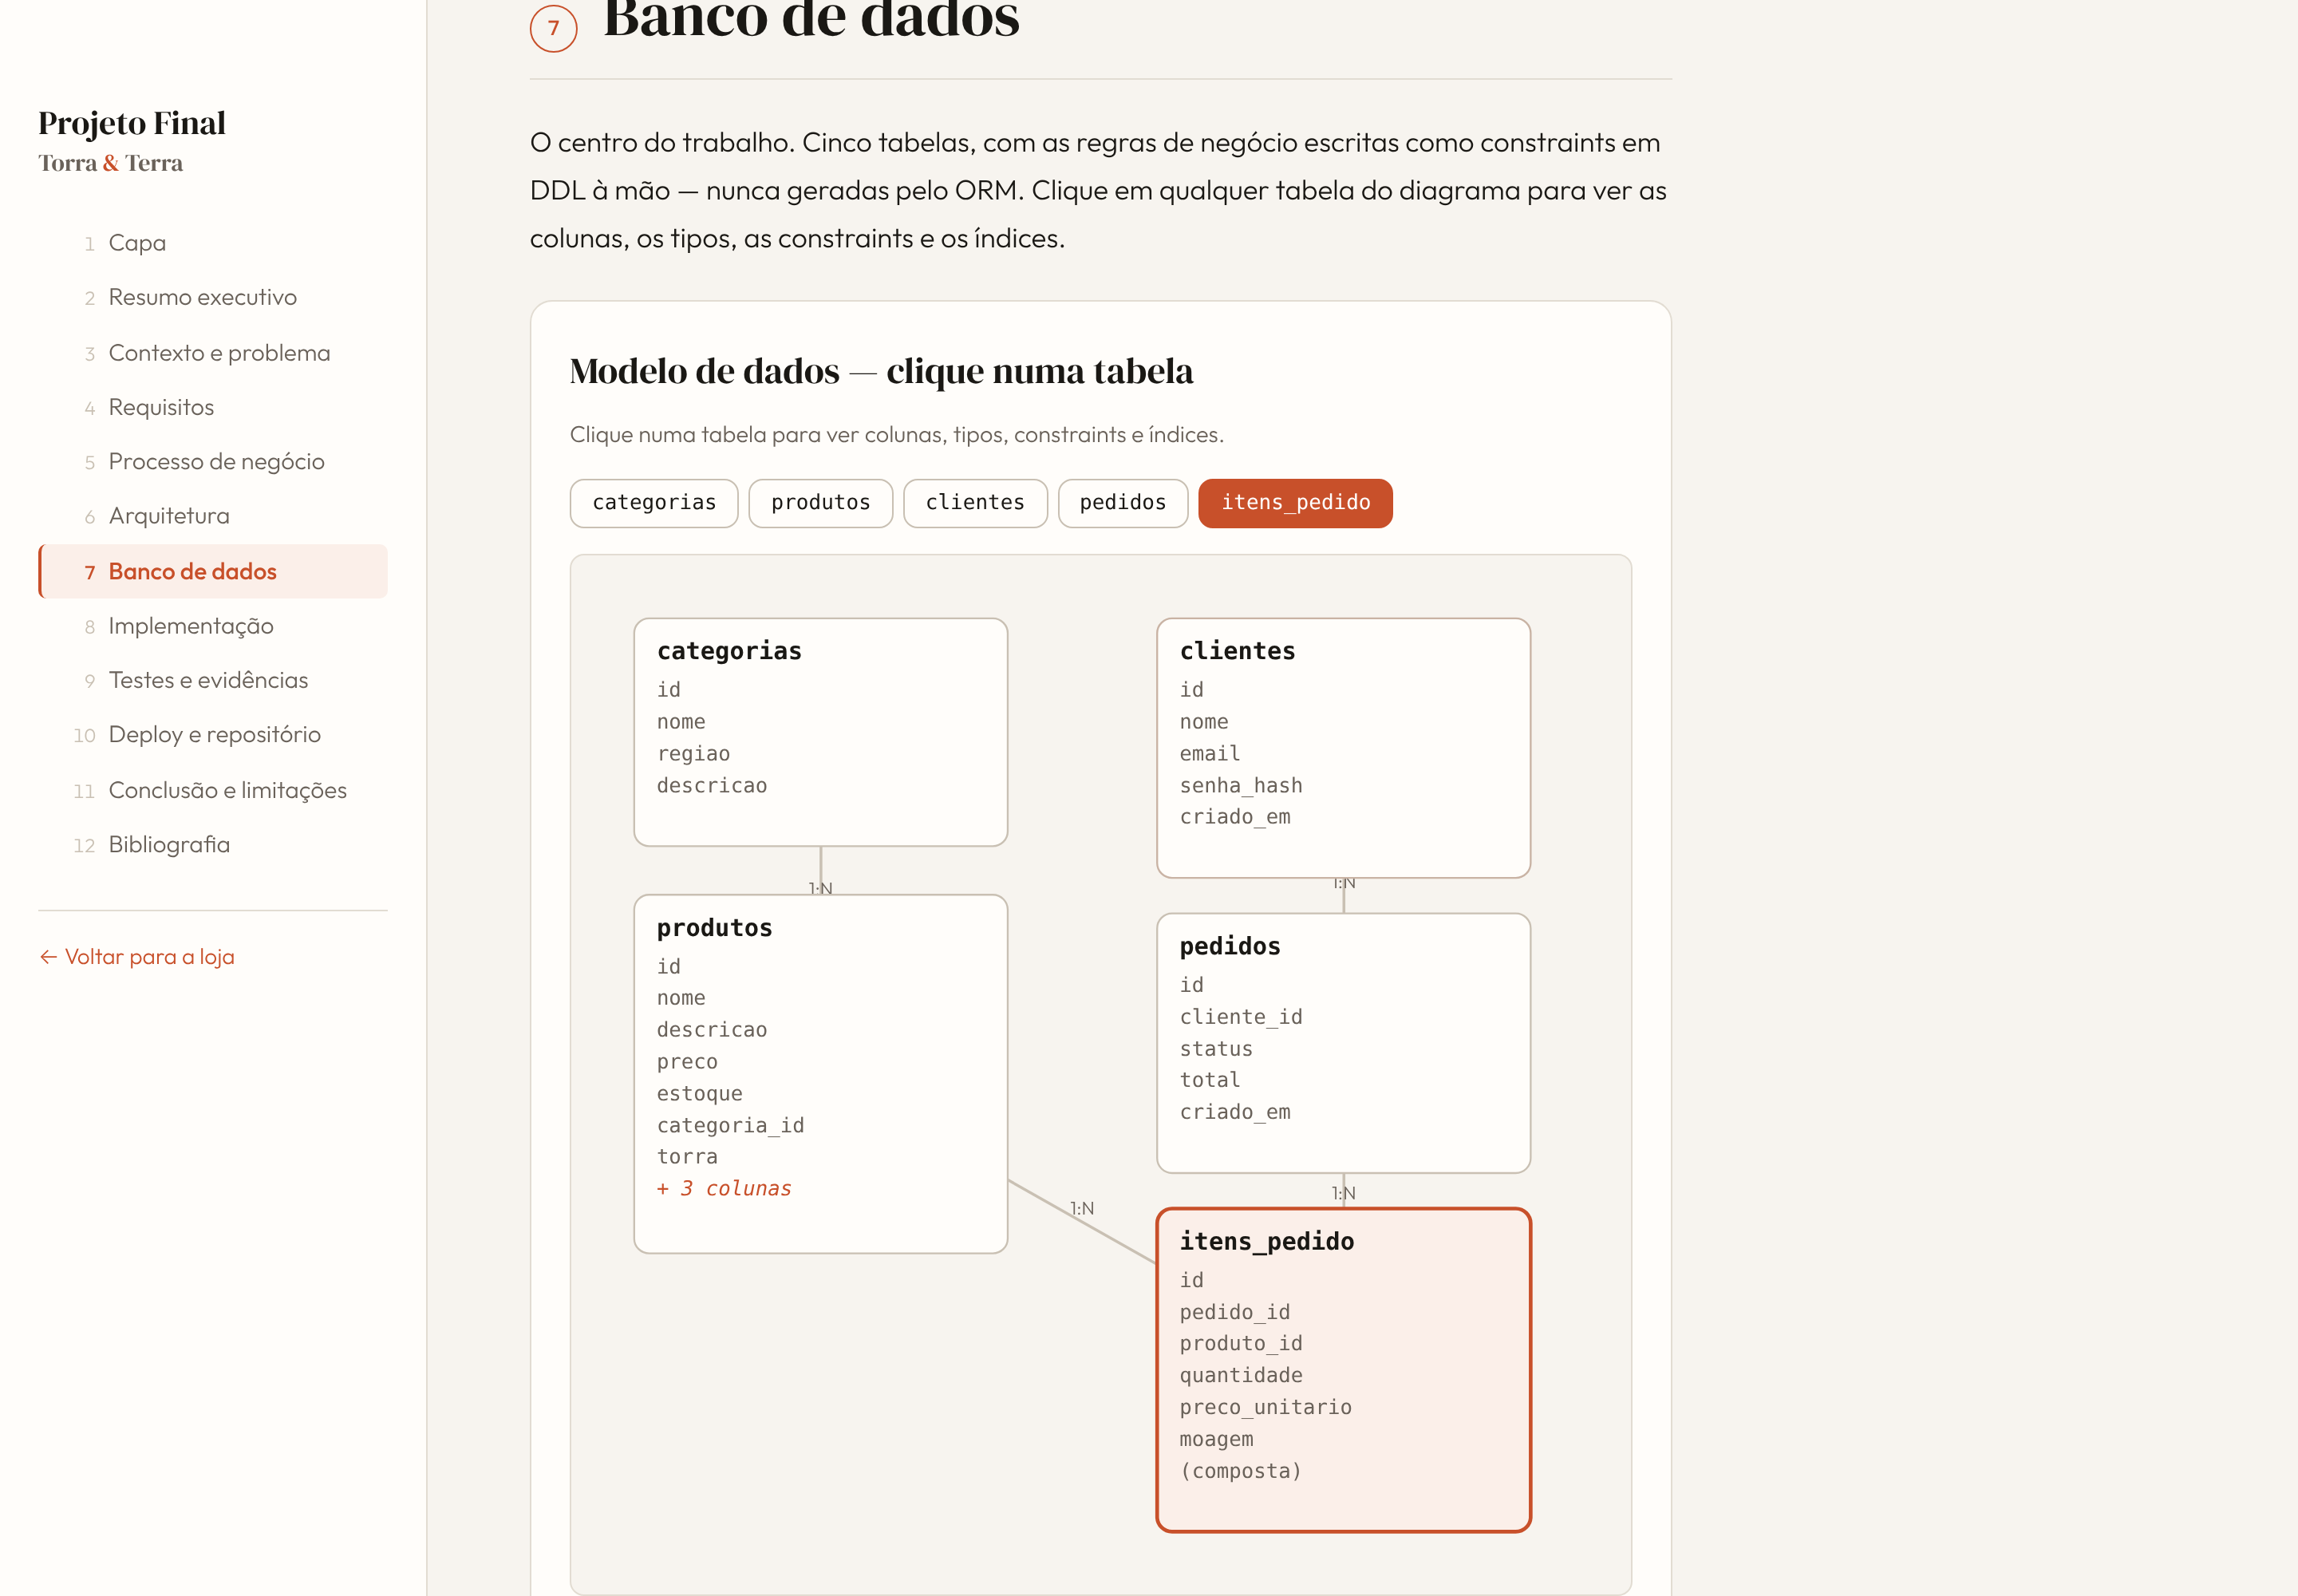 Projeto Final
Torra & Terra
1 Capa
2 Resumo executivo
3 Contexto e problema
4 Requisitos
5 Processo de negócio
6 Arquitetura
7 Banco de dados
8 Implementação
9 Testes e evidências
10 Deploy e repositório
11 Conclusão e limitações
12 Bibliografia
← Voltar para a loja
7 Banco de dados
O centro do trabalho. Cinco tabelas, com as regras de negócio escritas como constraints em
DDL à mão — nunca geradas pelo ORM. Clique em qualquer tabela do diagrama para ver as
colunas, os tipos, as constraints e os índices.
Modelo de dados — clique numa tabela
Clique numa tabela para ver colunas, tipos, constraints e índices.
categorias produtos clientes pedidos itens_pedido
categorias
id
nome
regiao
descricao
1:N
produtos
id
nome
descricao
preco
estoque
categoria_id
torra
+ 3 colunas
1:N
clientes
id
nome
email
senha_hash
criado_em
1:N
pedidos
id
cliente_id
status
total
criado_em
1:N
itens_pedido
id
pedido_id
produto_id
quantidade
preco_unitario
moagem
(composta)